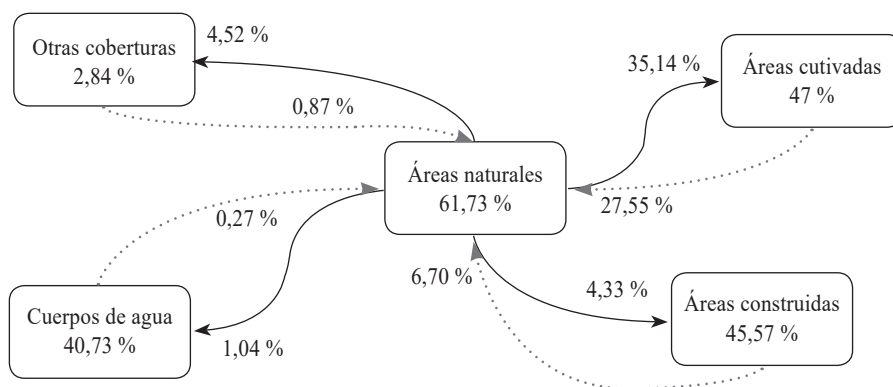 Otras coberturas
2,84 %
4,52 %
0,87 %
35,14 %
Áreas cutivadas
47 %
Áreas naturales
61,73 %
27,55 %
0,27 %
Cuerpos de agua
40,73 %
1,04 %
6,70 %
4,33 %
Áreas construidas
45,57 %